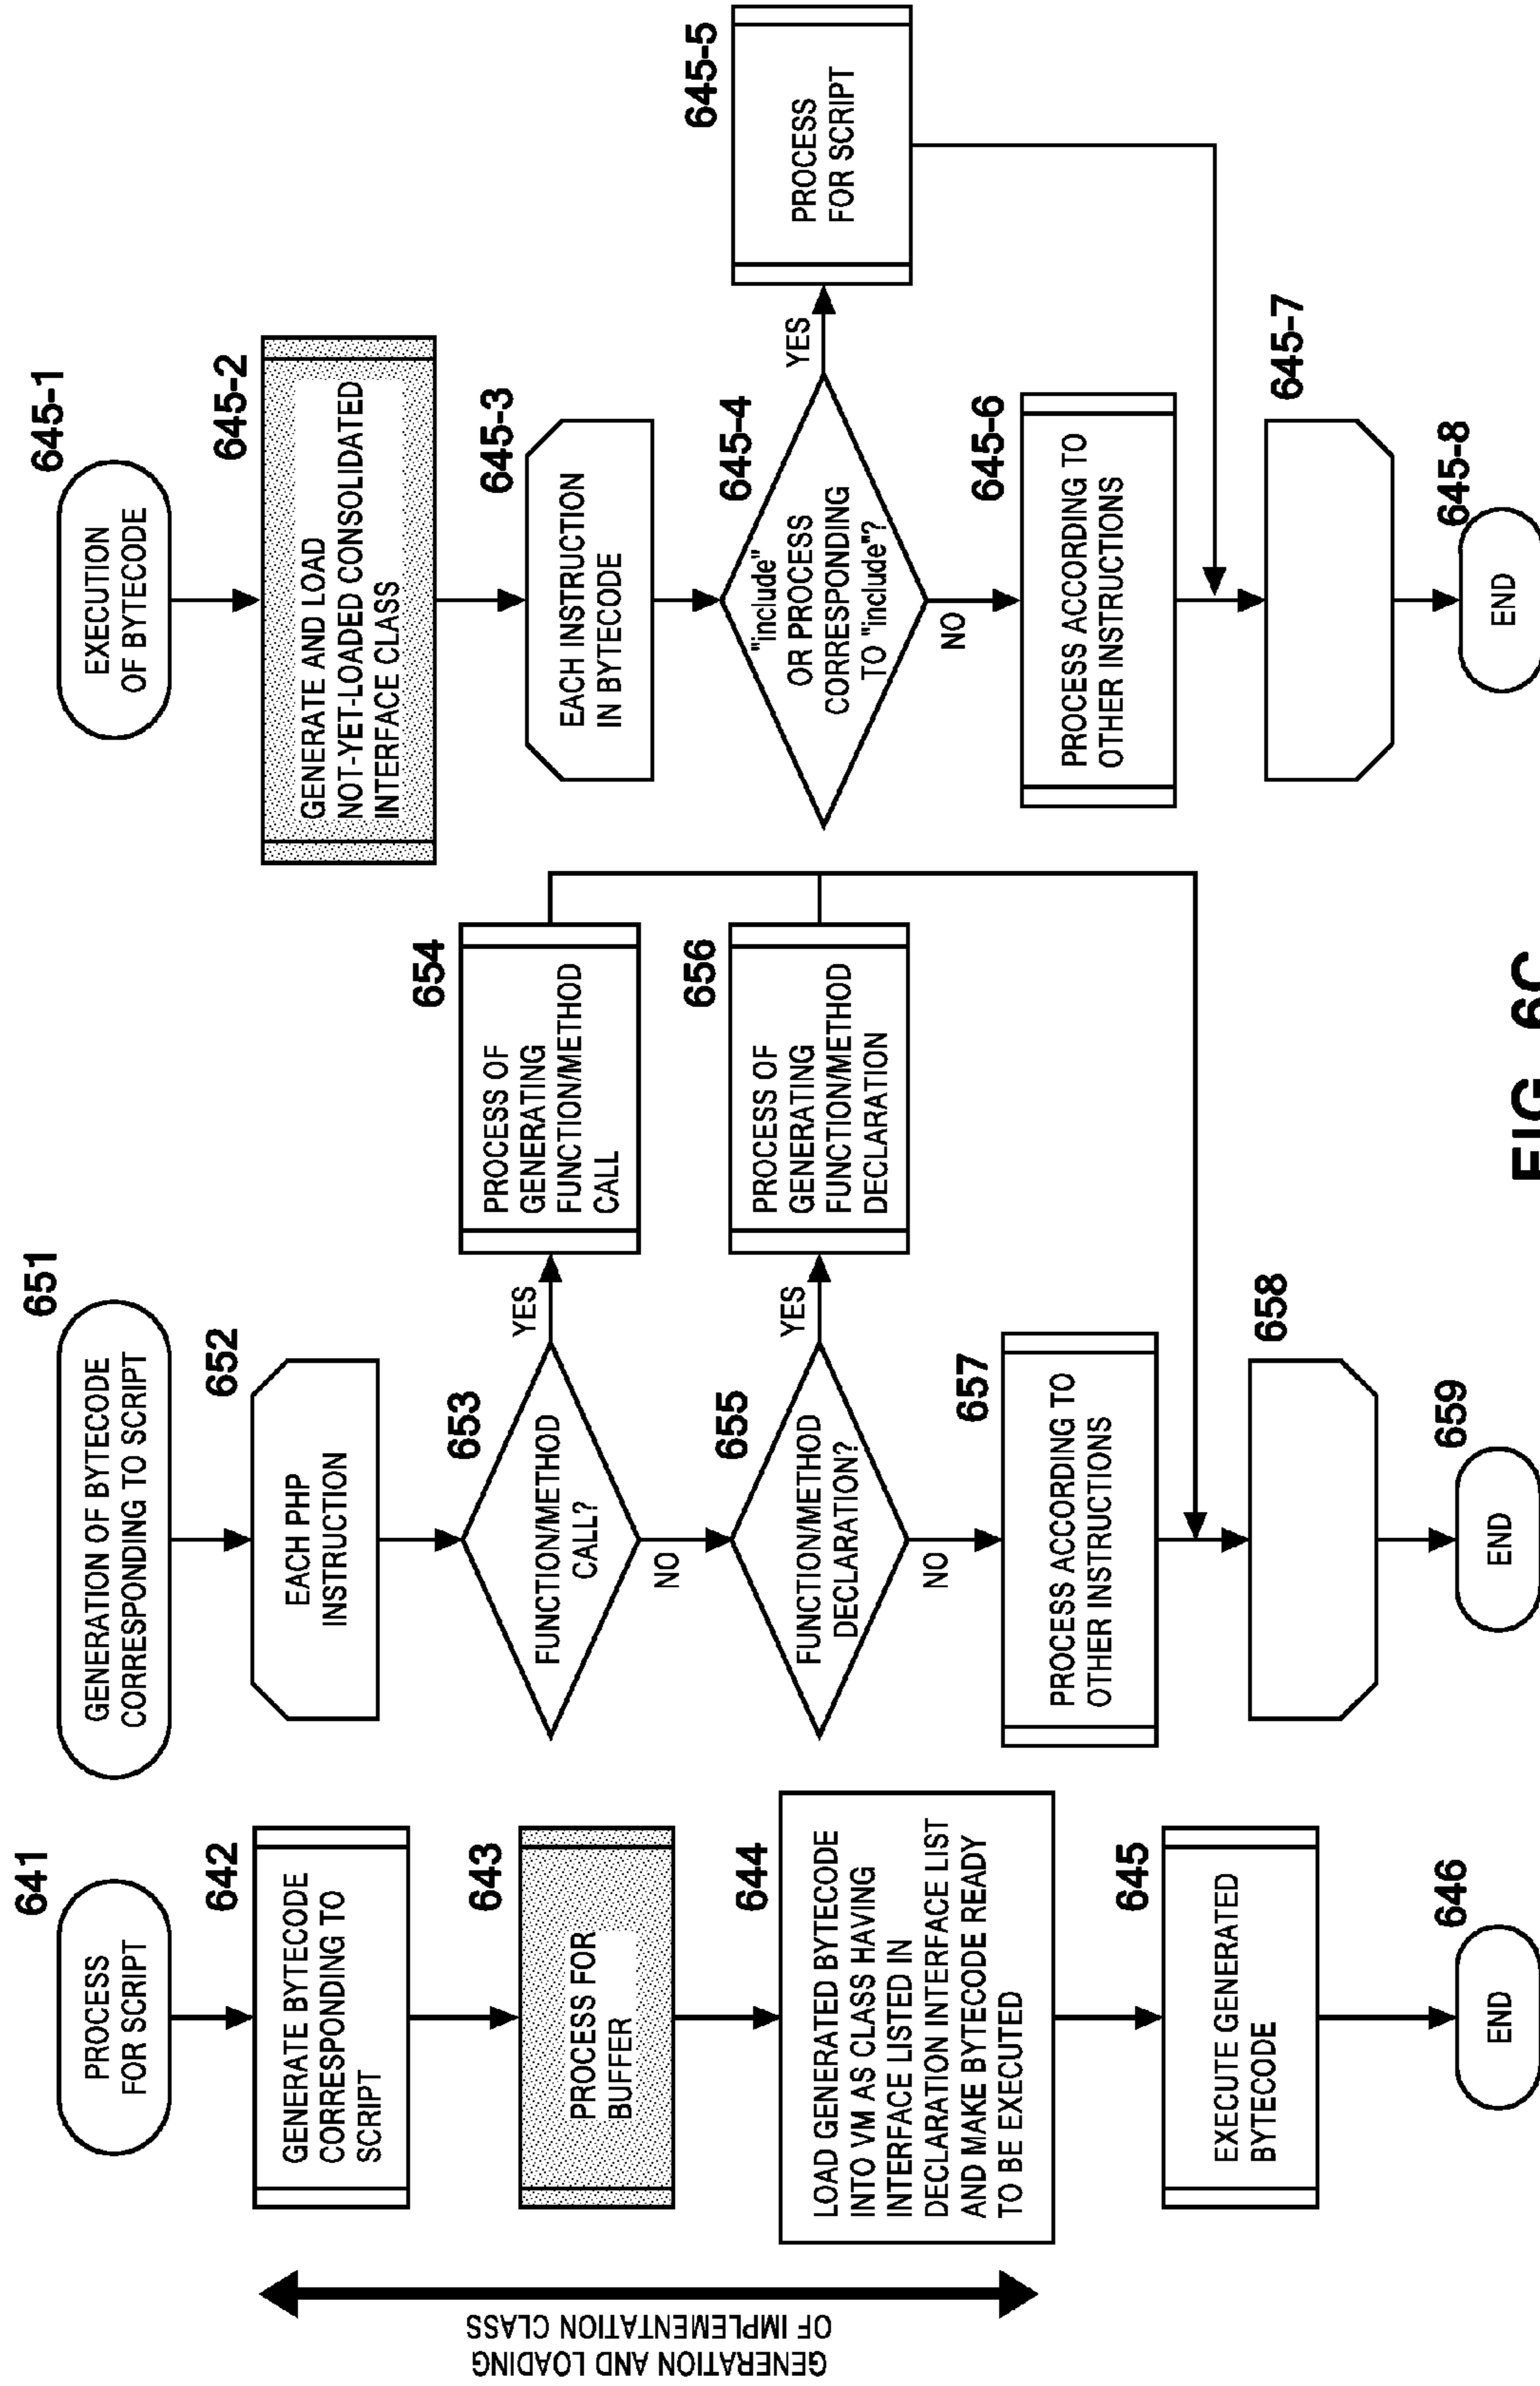 641
PROCESS
FOR SCRIPT
642
GENERATE BYTECODE
CORRESPONDING TO
SCRIPT
643
PROCESS FOR
BUFFER
644
LOAD GENERATED BYTECODE
INTO VM AS CLASS HAVING
INTERFACE LISTED IN
DECLARATION INTERFACE LIST
AND MAKE BYTECODE READY
TO BE EXECUTED
645
EXECUTE GENERATED
BYTECODE
646
END
GENERATION AND LOADING
OF IMPLEMENTATION CLASS
651
GENERATION OF BYTECODE
CORRESPONDING TO SCRIPT
652
EACH PHP
INSTRUCTION
653
FUNCTION/METHOD
CALL?
YES
NO
654
PROCESS OF
GENERATING
FUNCTION/METHOD
CALL
655
FUNCTION/METHOD
DECLARATION?
YES
NO
656
PROCESS OF
GENERATING
FUNCTION/METHOD
DECLARATION
657
PROCESS ACCORDING TO
OTHER INSTRUCTIONS
658
659
END
645-1
EXECUTION
OF BYTECODE
645-2
GENERATE AND LOAD
NOT-YET-LOADED CONSOLIDATED
INTERFACE CLASS
645-3
EACH INSTRUCTION
IN BYTECODE
645-4
"include"
OR PROCESS
CORRESPONDING
TO "include"?
YES
NO
645-5
PROCESS
FOR SCRIPT
645-6
PROCESS ACCORDING TO
OTHER INSTRUCTIONS
645-7
645-8
END
FIG. 6C